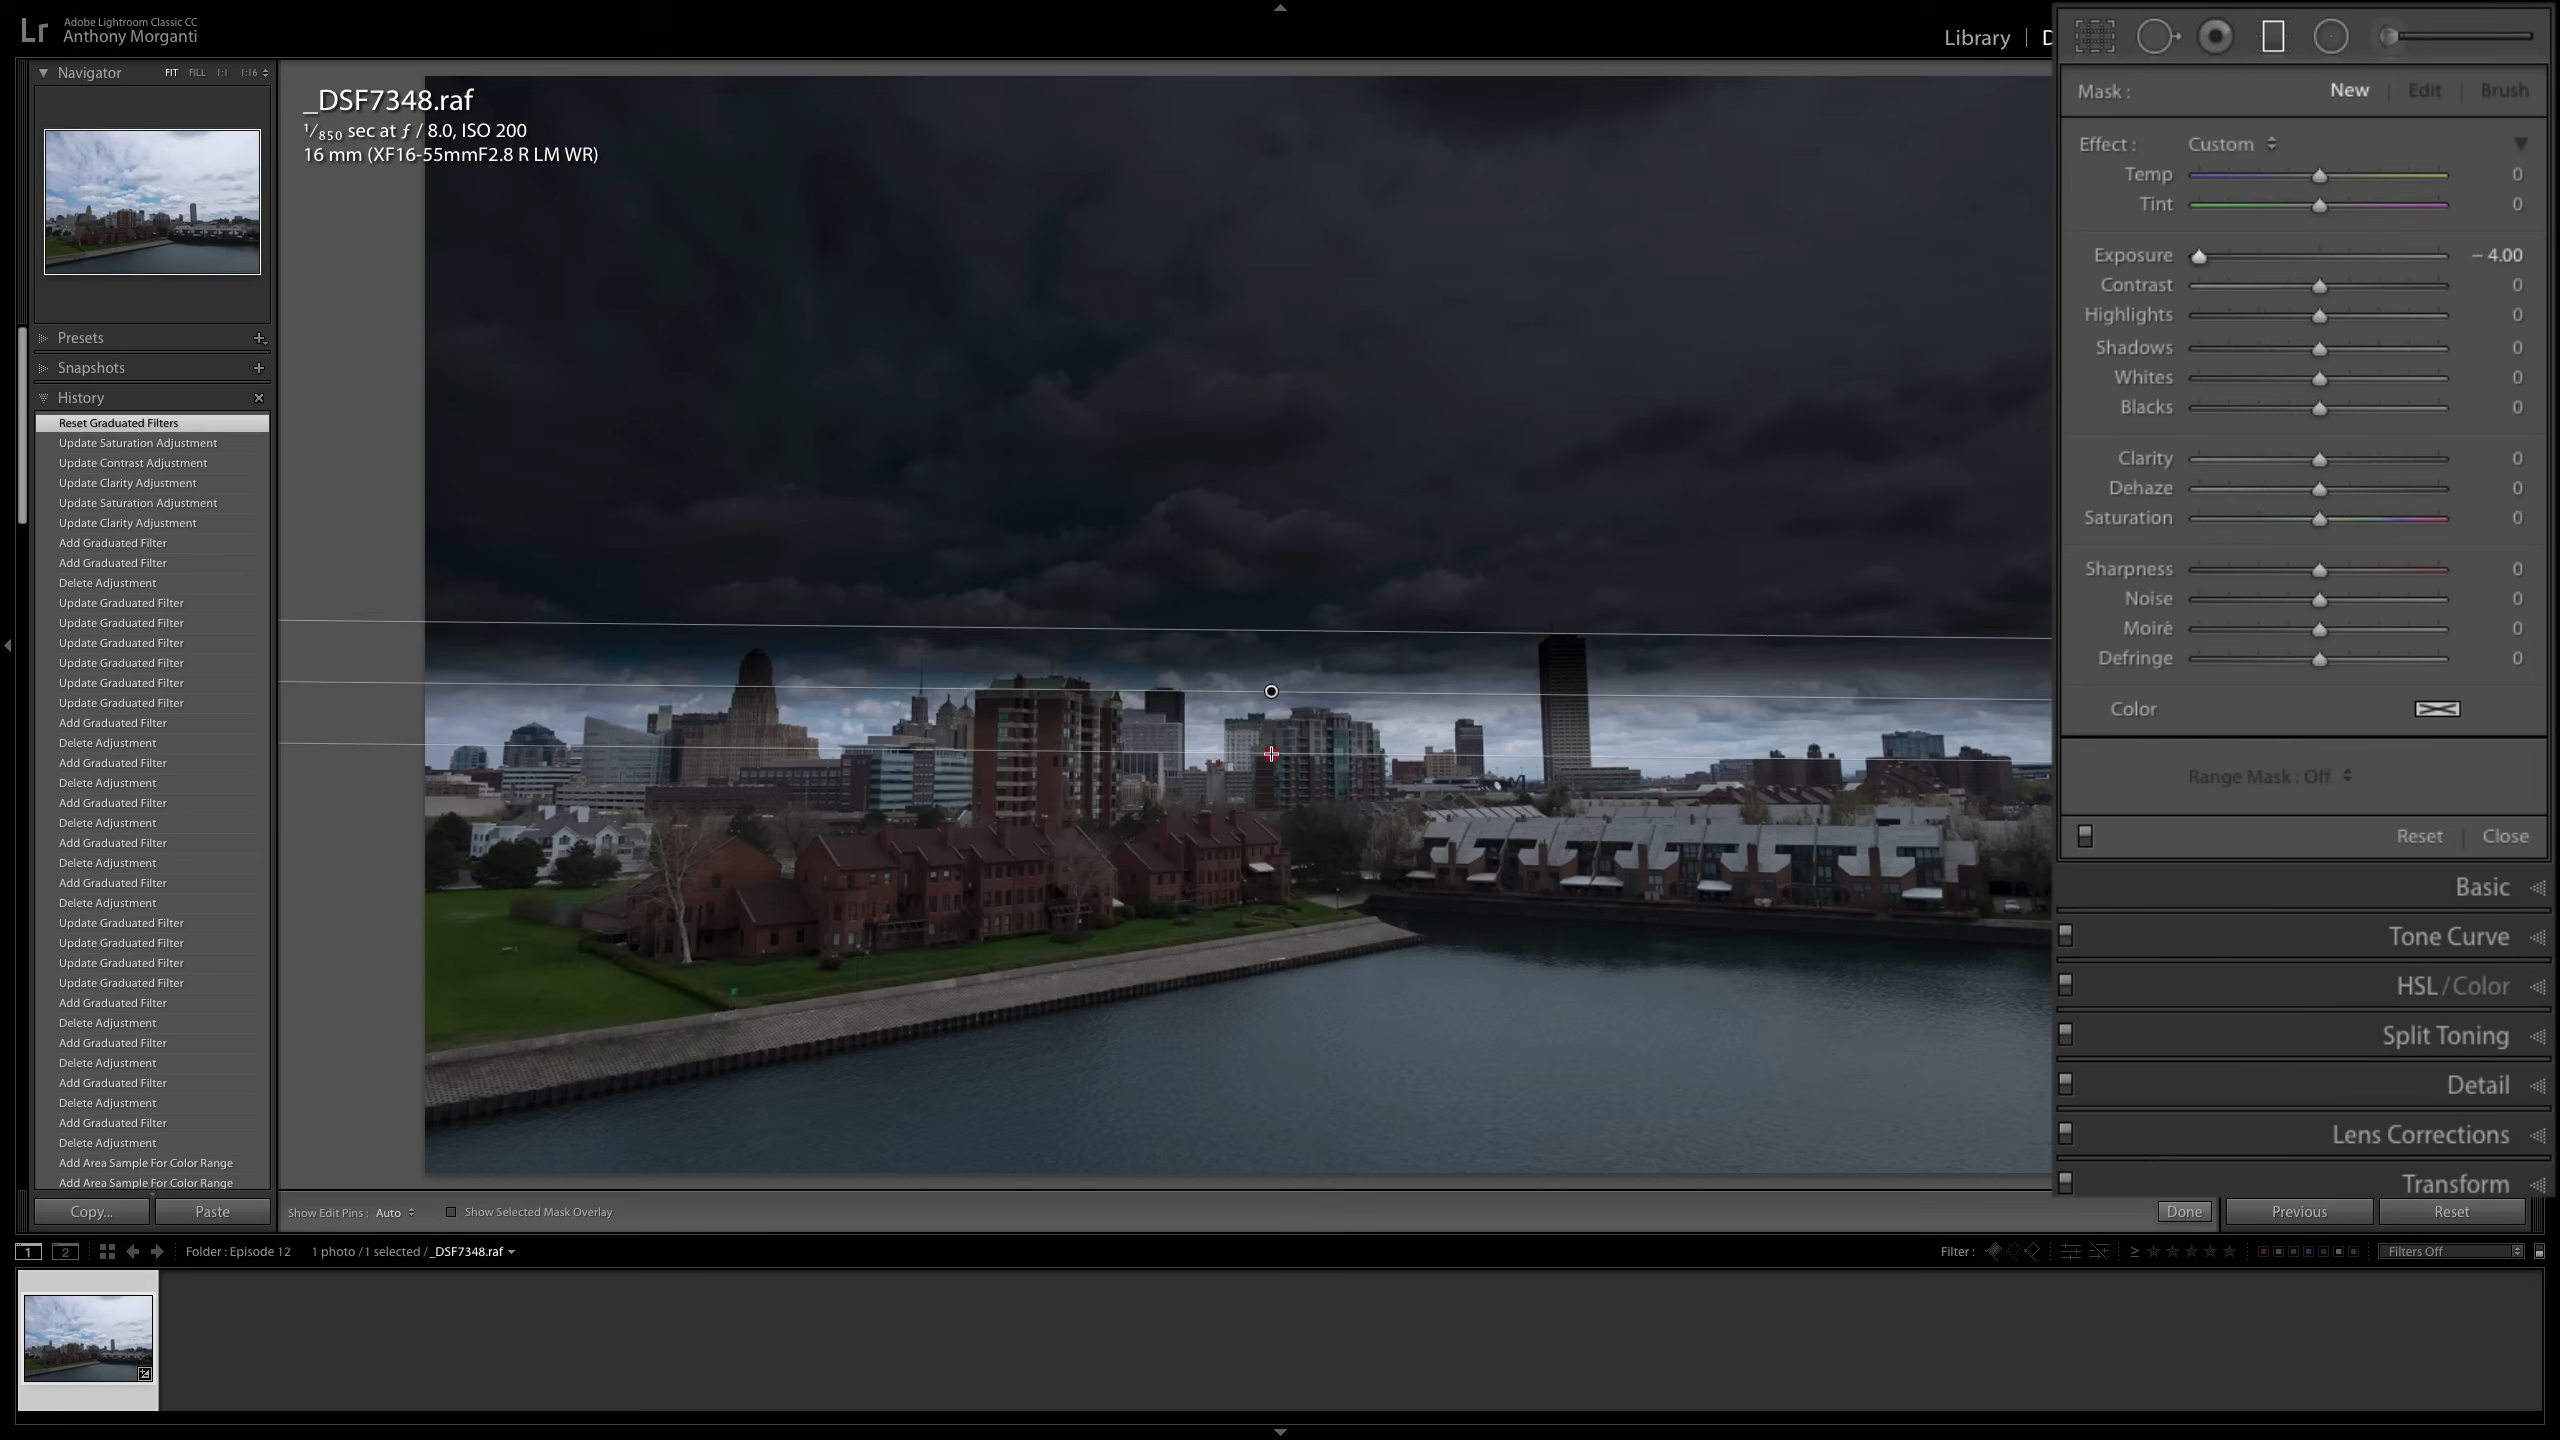 Lr Adobe Lightroom Classic CC
Anthony Morganti
Library | D
Navigator FIT FILL 1:1 1:16
Presets
Snapshots
History
Reset Graduated Filters
Update Saturation Adjustment
Update Contrast Adjustment
Update Clarity Adjustment
Update Saturation Adjustment
Update Clarity Adjustment
Add Graduated Filter
Add Graduated Filter
Delete Adjustment
Update Graduated Filter
Update Graduated Filter
Update Graduated Filter
Update Graduated Filter
Update Graduated Filter
Update Graduated Filter
Add Graduated Filter
Delete Adjustment
Add Graduated Filter
Delete Adjustment
Add Graduated Filter
Delete Adjustment
Add Graduated Filter
Delete Adjustment
Add Graduated Filter
Delete Adjustment
Update Graduated Filter
Update Graduated Filter
Update Graduated Filter
Update Graduated Filter
Add Graduated Filter
Delete Adjustment
Add Graduated Filter
Delete Adjustment
Add Graduated Filter
Delete Adjustment
Add Graduated Filter
Delete Adjustment
Add Area Sample For Color Range
Add Area Sample For Color Range
Copy... Paste
_DSF7348.raf
1/850 sec at ƒ / 8.0, ISO 200
16 mm (XF16-55mmF2.8 R LM WR)
Mask : New | Edit | Brush
Effect : Custom
Temp 0
Tint 0
Exposure – 4.00
Contrast 0
Highlights 0
Shadows 0
Whites 0
Blacks 0
Clarity 0
Dehaze 0
Saturation 0
Sharpness 0
Noise 0
Moiré 0
Defringe 0
Color
Range Mask : Off
Reset | Close
Basic
Tone Curve
HSL / Color
Split Toning
Detail
Lens Corrections
Transform
Show Edit Pins : Auto Show Selected Mask Overlay Done Previous Reset
1 2 Folder : Episode 12 1 photo / 1 selected / _DSF7348.raf Filter : ≥ Filters Off